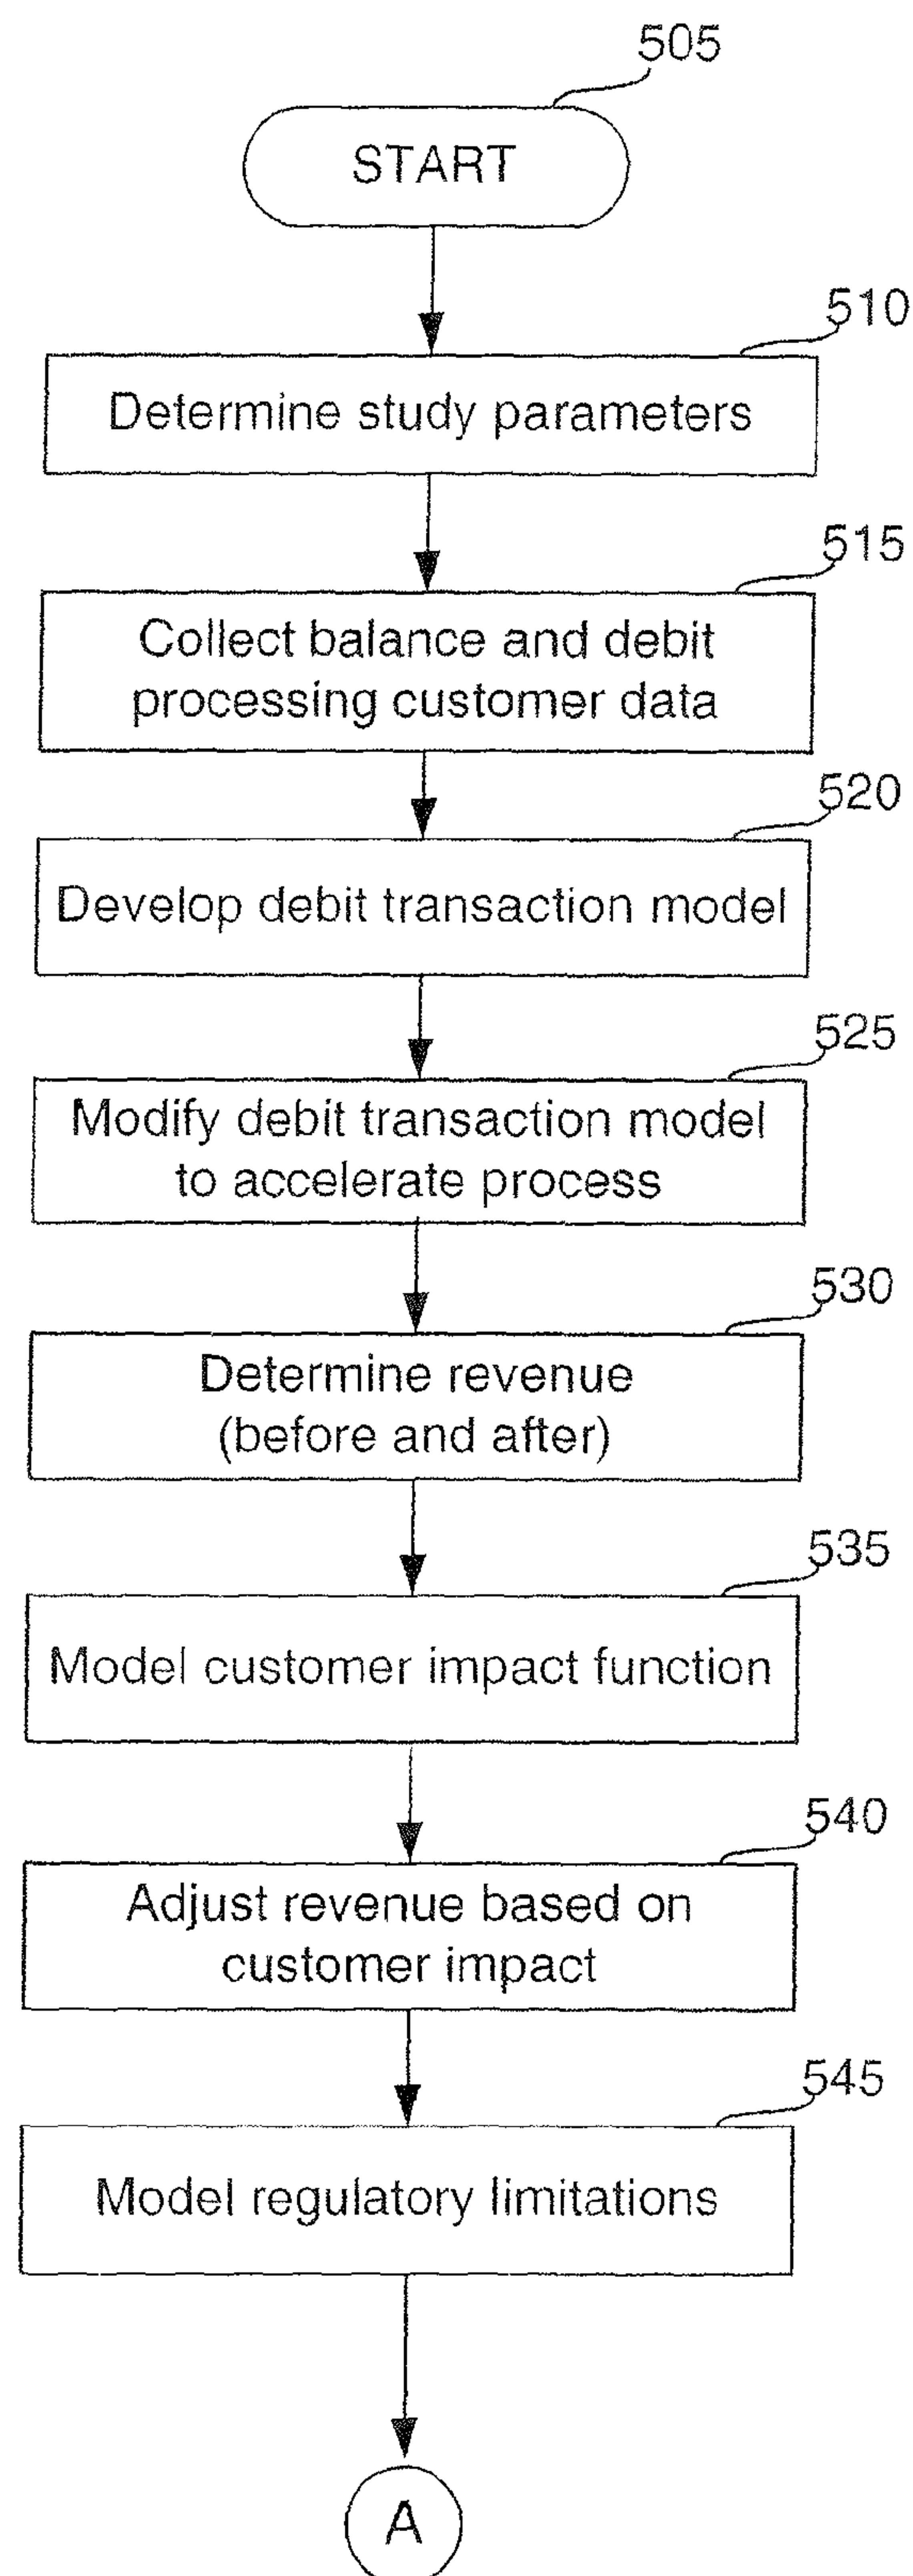 505
START
510
Determine study parameters
515
Collect balance and debit
processing customer data
520
Develop debit transaction model
525
Modify debit transaction model
to accelerate process
530
Determine revenue
(before and after)
535
Model customer impact function
540
Adjust revenue based on
customer impact
545
Model regulatory limitations
A